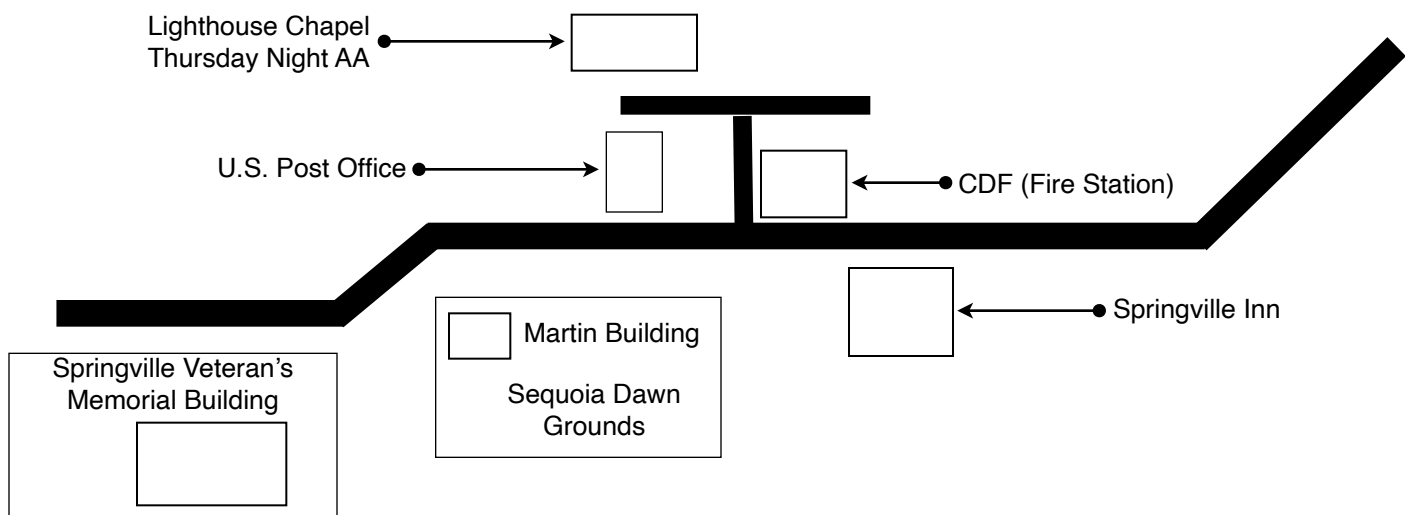 Lighthouse Chapel
Thursday Night AA
U.S. Post Office
CDF (Fire Station)
Springville Inn
Martin Building
Sequoia Dawn
Grounds
Springville Veteran's
Memorial Building